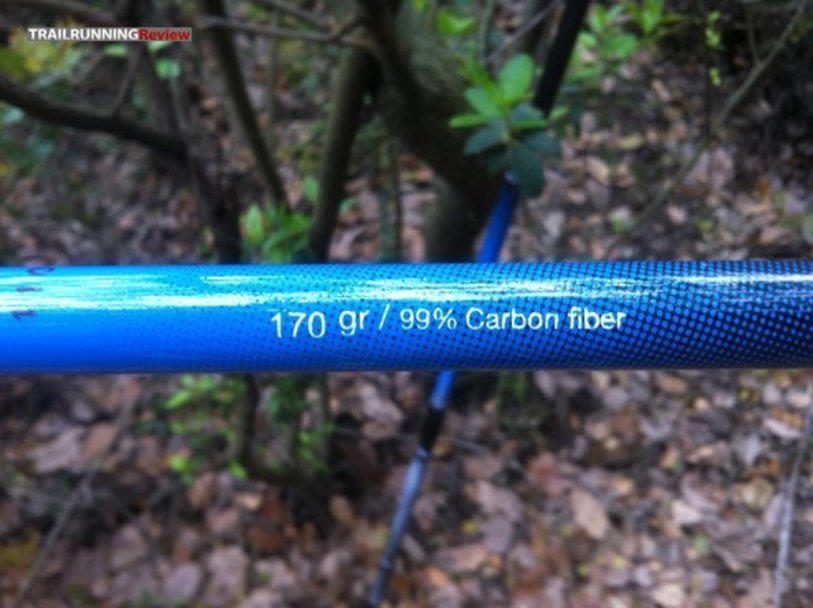 TRAILRUNNINGReview
170 gr / 99% Carbon fiber